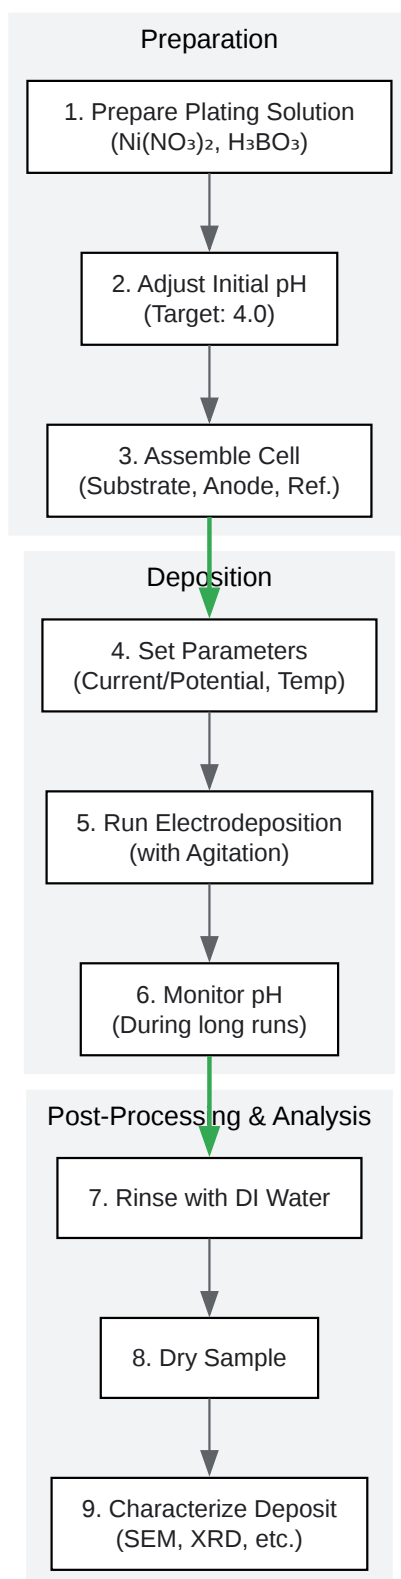 Preparation
1. Prepare Plating Solution
(Ni(NO₃)₂, H₃BO₃)
2. Adjust Initial pH
(Target: 4.0)
3. Assemble Cell
(Substrate, Anode, Ref.)
Deposition
4. Set Parameters
(Current/Potential, Temp)
5. Run Electrodeposition
(with Agitation)
6. Monitor pH
(During long runs)
Post-Processing & Analysis
7. Rinse with DI Water
8. Dry Sample
9. Characterize Deposit
(SEM, XRD, etc.)